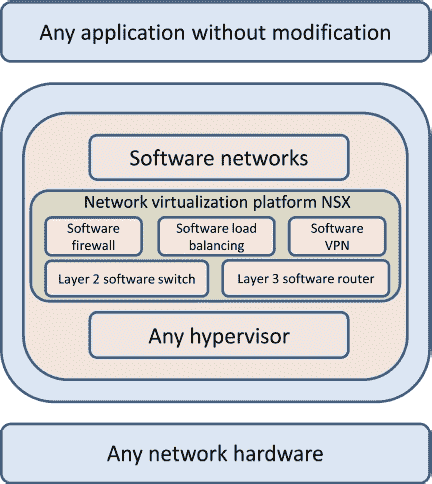 Any application without modification
Software networks
Network virtualization platform NSX
Software
firewall
Software load
balancing
Software
VPN
Layer 2 software switch
Layer 3 software router
Any hypervisor
Any network hardware